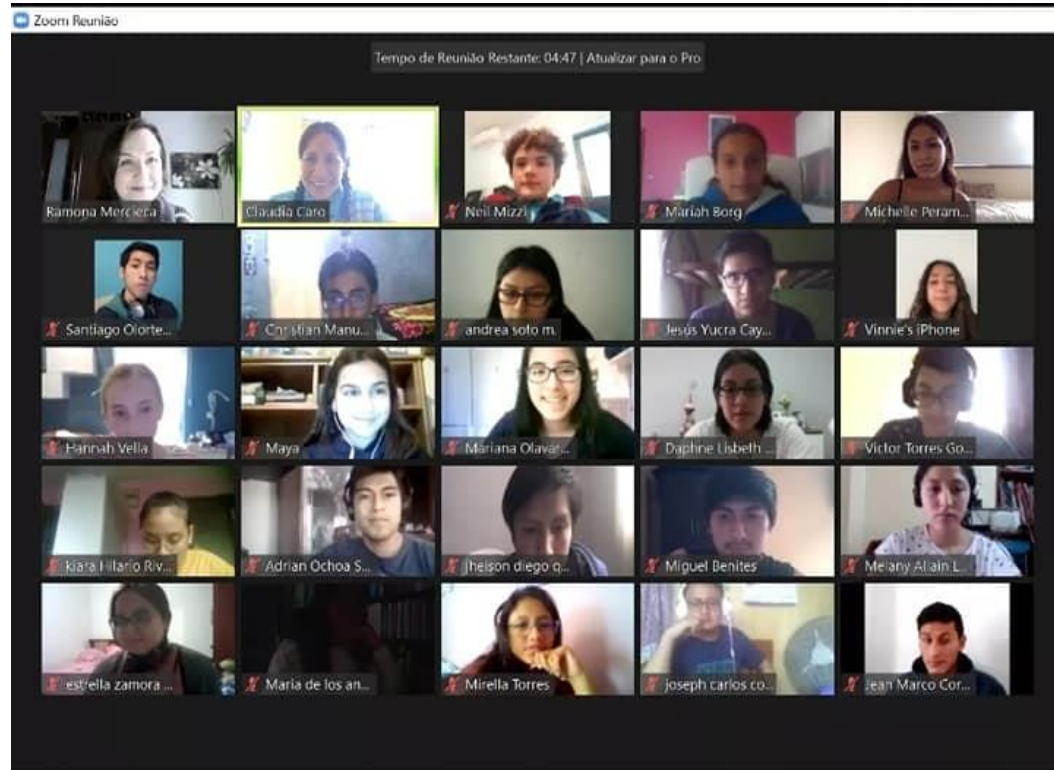 Zoom Reunião
Tempo de Reunião Restante: 04:47 | Atualizar para o Pro
Ramona Mercieca
Claudia Caro
Neil Mizzi
Mariah Borg
Michelle Peram...
Santiago Olorte...
Christian Manu...
andrea soto m.
Jesús Yucra Cay...
Vinnie's iPhone
Hannah Vella
Maya
Mariana Olavar...
Daphne Lisbeth ...
Victor Torres Go...
kiara Hilario Riv...
Adrian Ochoa S...
jheison diego q...
Miguel Benites
Melany Allain L...
estrella zamora ...
Maria de los an...
Mirella Torres
joseph carlos co...
Jean Marco Cor...